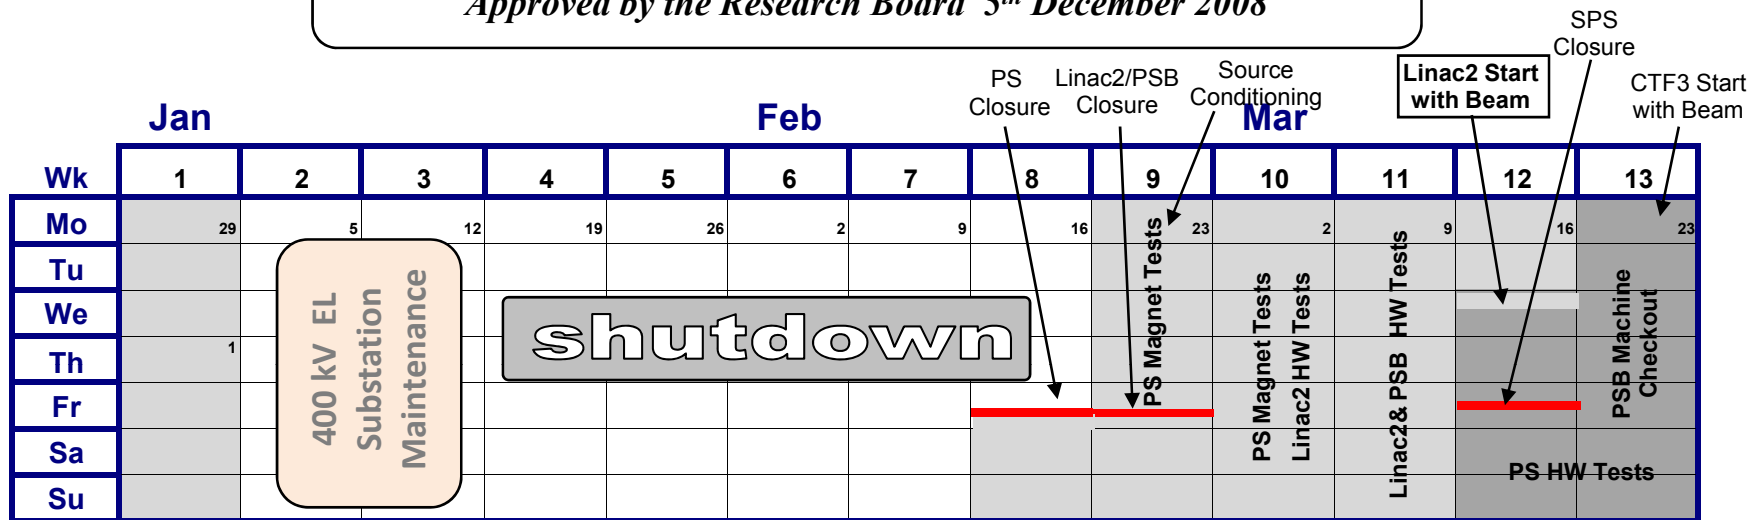 Approved by the Research Board 5th December 2008
SPS
Closure
PS
Closure
Linac2/PSB
Closure
Source
Conditioning
Linac2 Start
with Beam
CTF3 Start
with Beam
Jan Feb Mar
Wk 1 2 3 4 5 6 7 8 9 10 11 12 13
Mo 29 5 12 19 26 2 9 16 23 2 9 16 23
Tu
We
Th 1
Fr
Sa
Su
400 kV EL
Substation
Maintenance
shutdown
PS Magnet Tests
PS Magnet Tests
Linac2 HW Tests
Linac2& PSB HW Tests
PSB Machine
Checkout
PS HW Tests